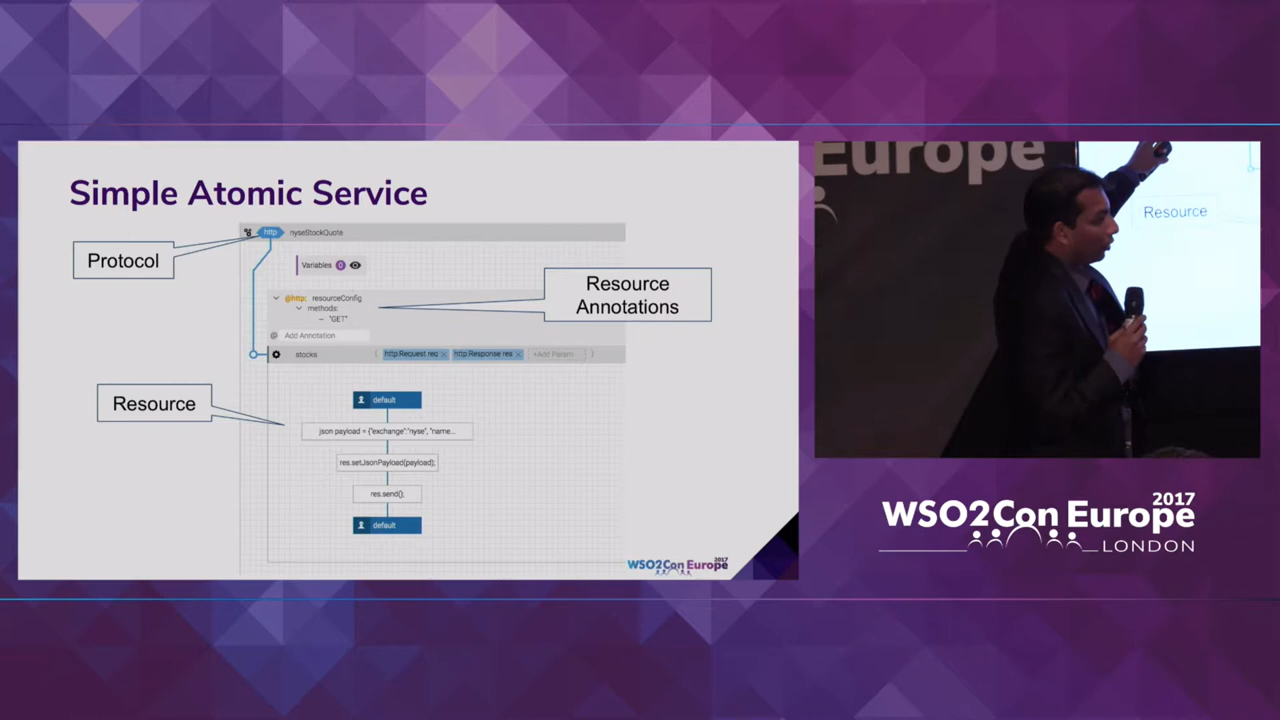 Simple Atomic Service
http nyseStockQuote
Protocol
Variables 0
Resource
Annotations
@http: resourceConfig
methods:
- "GET"
@ Add Annotation
stocks ( http:Request req × http:Response res × +Add Param )
Resource
default
json payload = {"exchange":"nyse", "name...
res.setJsonPayload(payload);
res.send();
default
WSO2Con Europe 2017
Europe
Resource
WSO2Con Europe 2017
LONDON